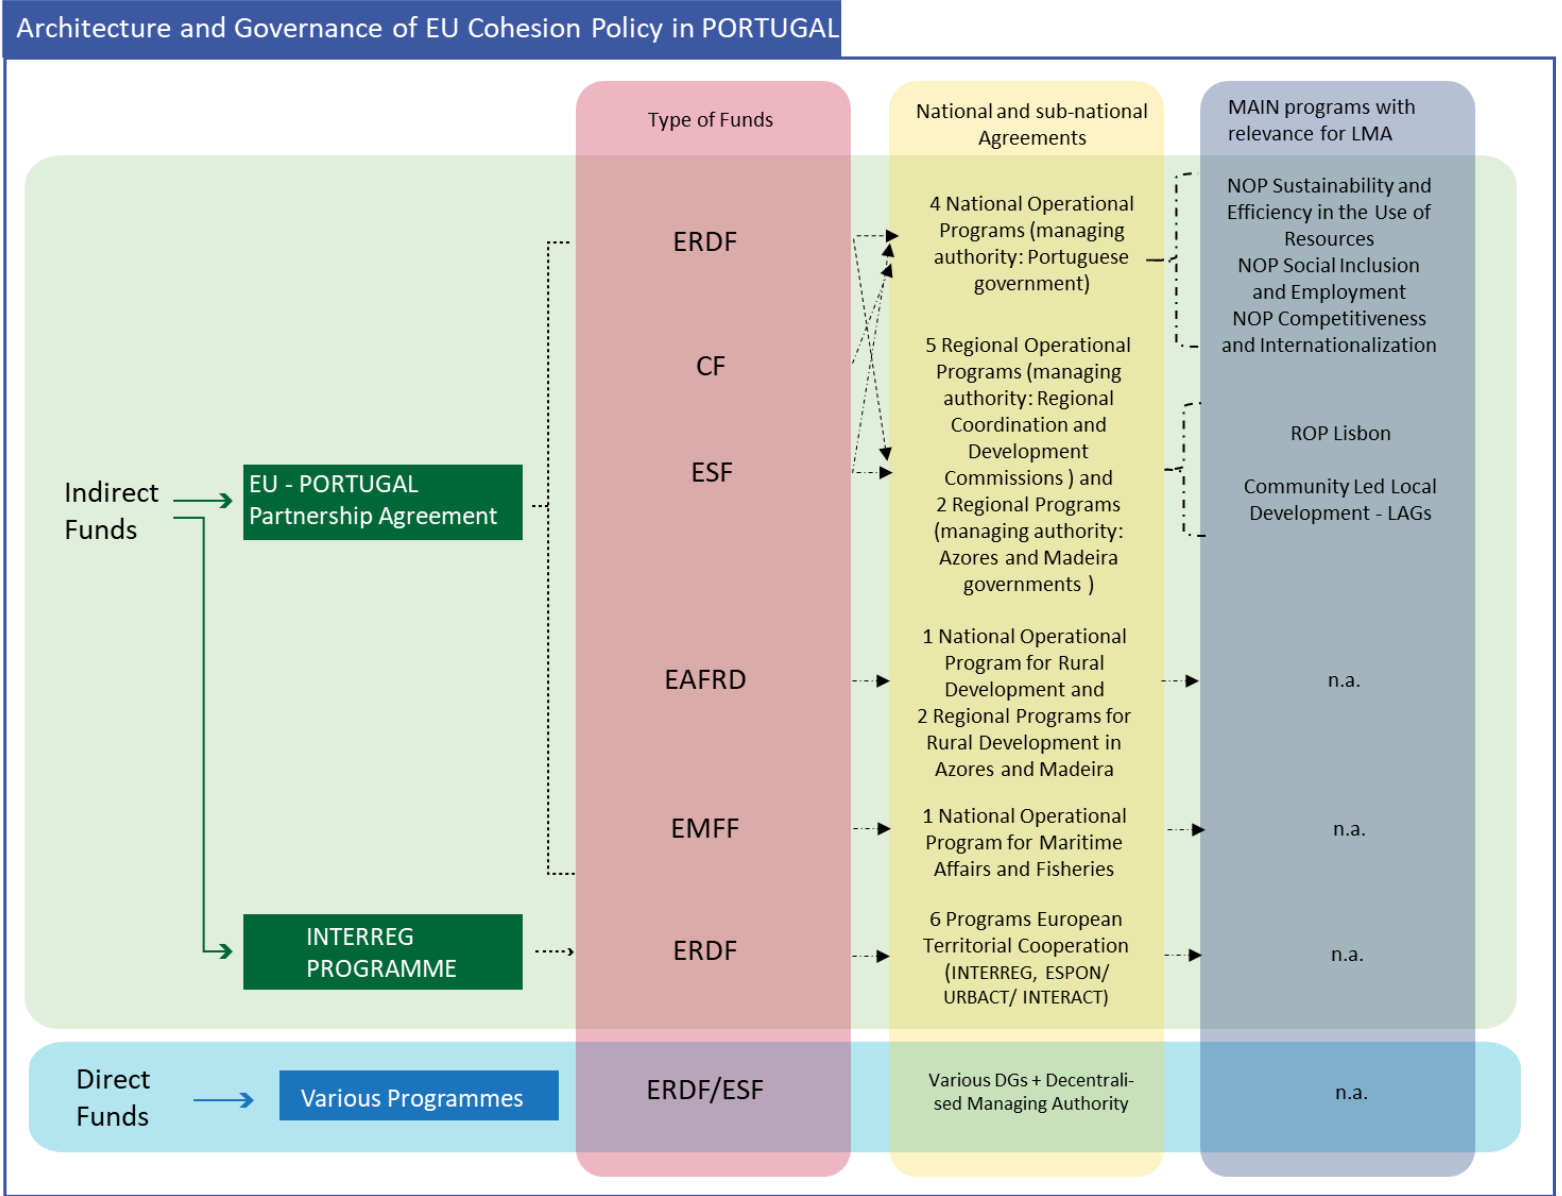 Architecture and Governance of EU Cohesion Policy in PORTUGAL
Type of Funds
National and sub-national
Agreements
MAIN programs with
relevance for LMA
Indirect
Funds
EU - PORTUGAL
Partnership Agreement
ERDF
CF
ESF
EAFRD
EMFF
4 National Operational
Programs (managing
authority: Portuguese
government)
NOP Sustainability and
Efficiency in the Use of
Resources
NOP Social Inclusion
and Employment
NOP Competitiveness
and Internationalization
5 Regional Operational
Programs (managing
authority: Regional
Coordination and
Development
Commissions ) and
2 Regional Programs
(managing authority:
Azores and Madeira
governments )
ROP Lisbon
Community Led Local
Development - LAGs
1 National Operational
Program for Rural
Development and
2 Regional Programs for
Rural Development in
Azores and Madeira
n.a.
1 National Operational
Program for Maritime
Affairs and Fisheries
n.a.
INTERREG
PROGRAMME
ERDF
6 Programs European
Territorial Cooperation
(INTERREG, ESPON/
URBACT/ INTERACT)
n.a.
Direct
Funds
Various Programmes
ERDF/ESF
Various DGs + Decentrali-
sed Managing Authority
n.a.